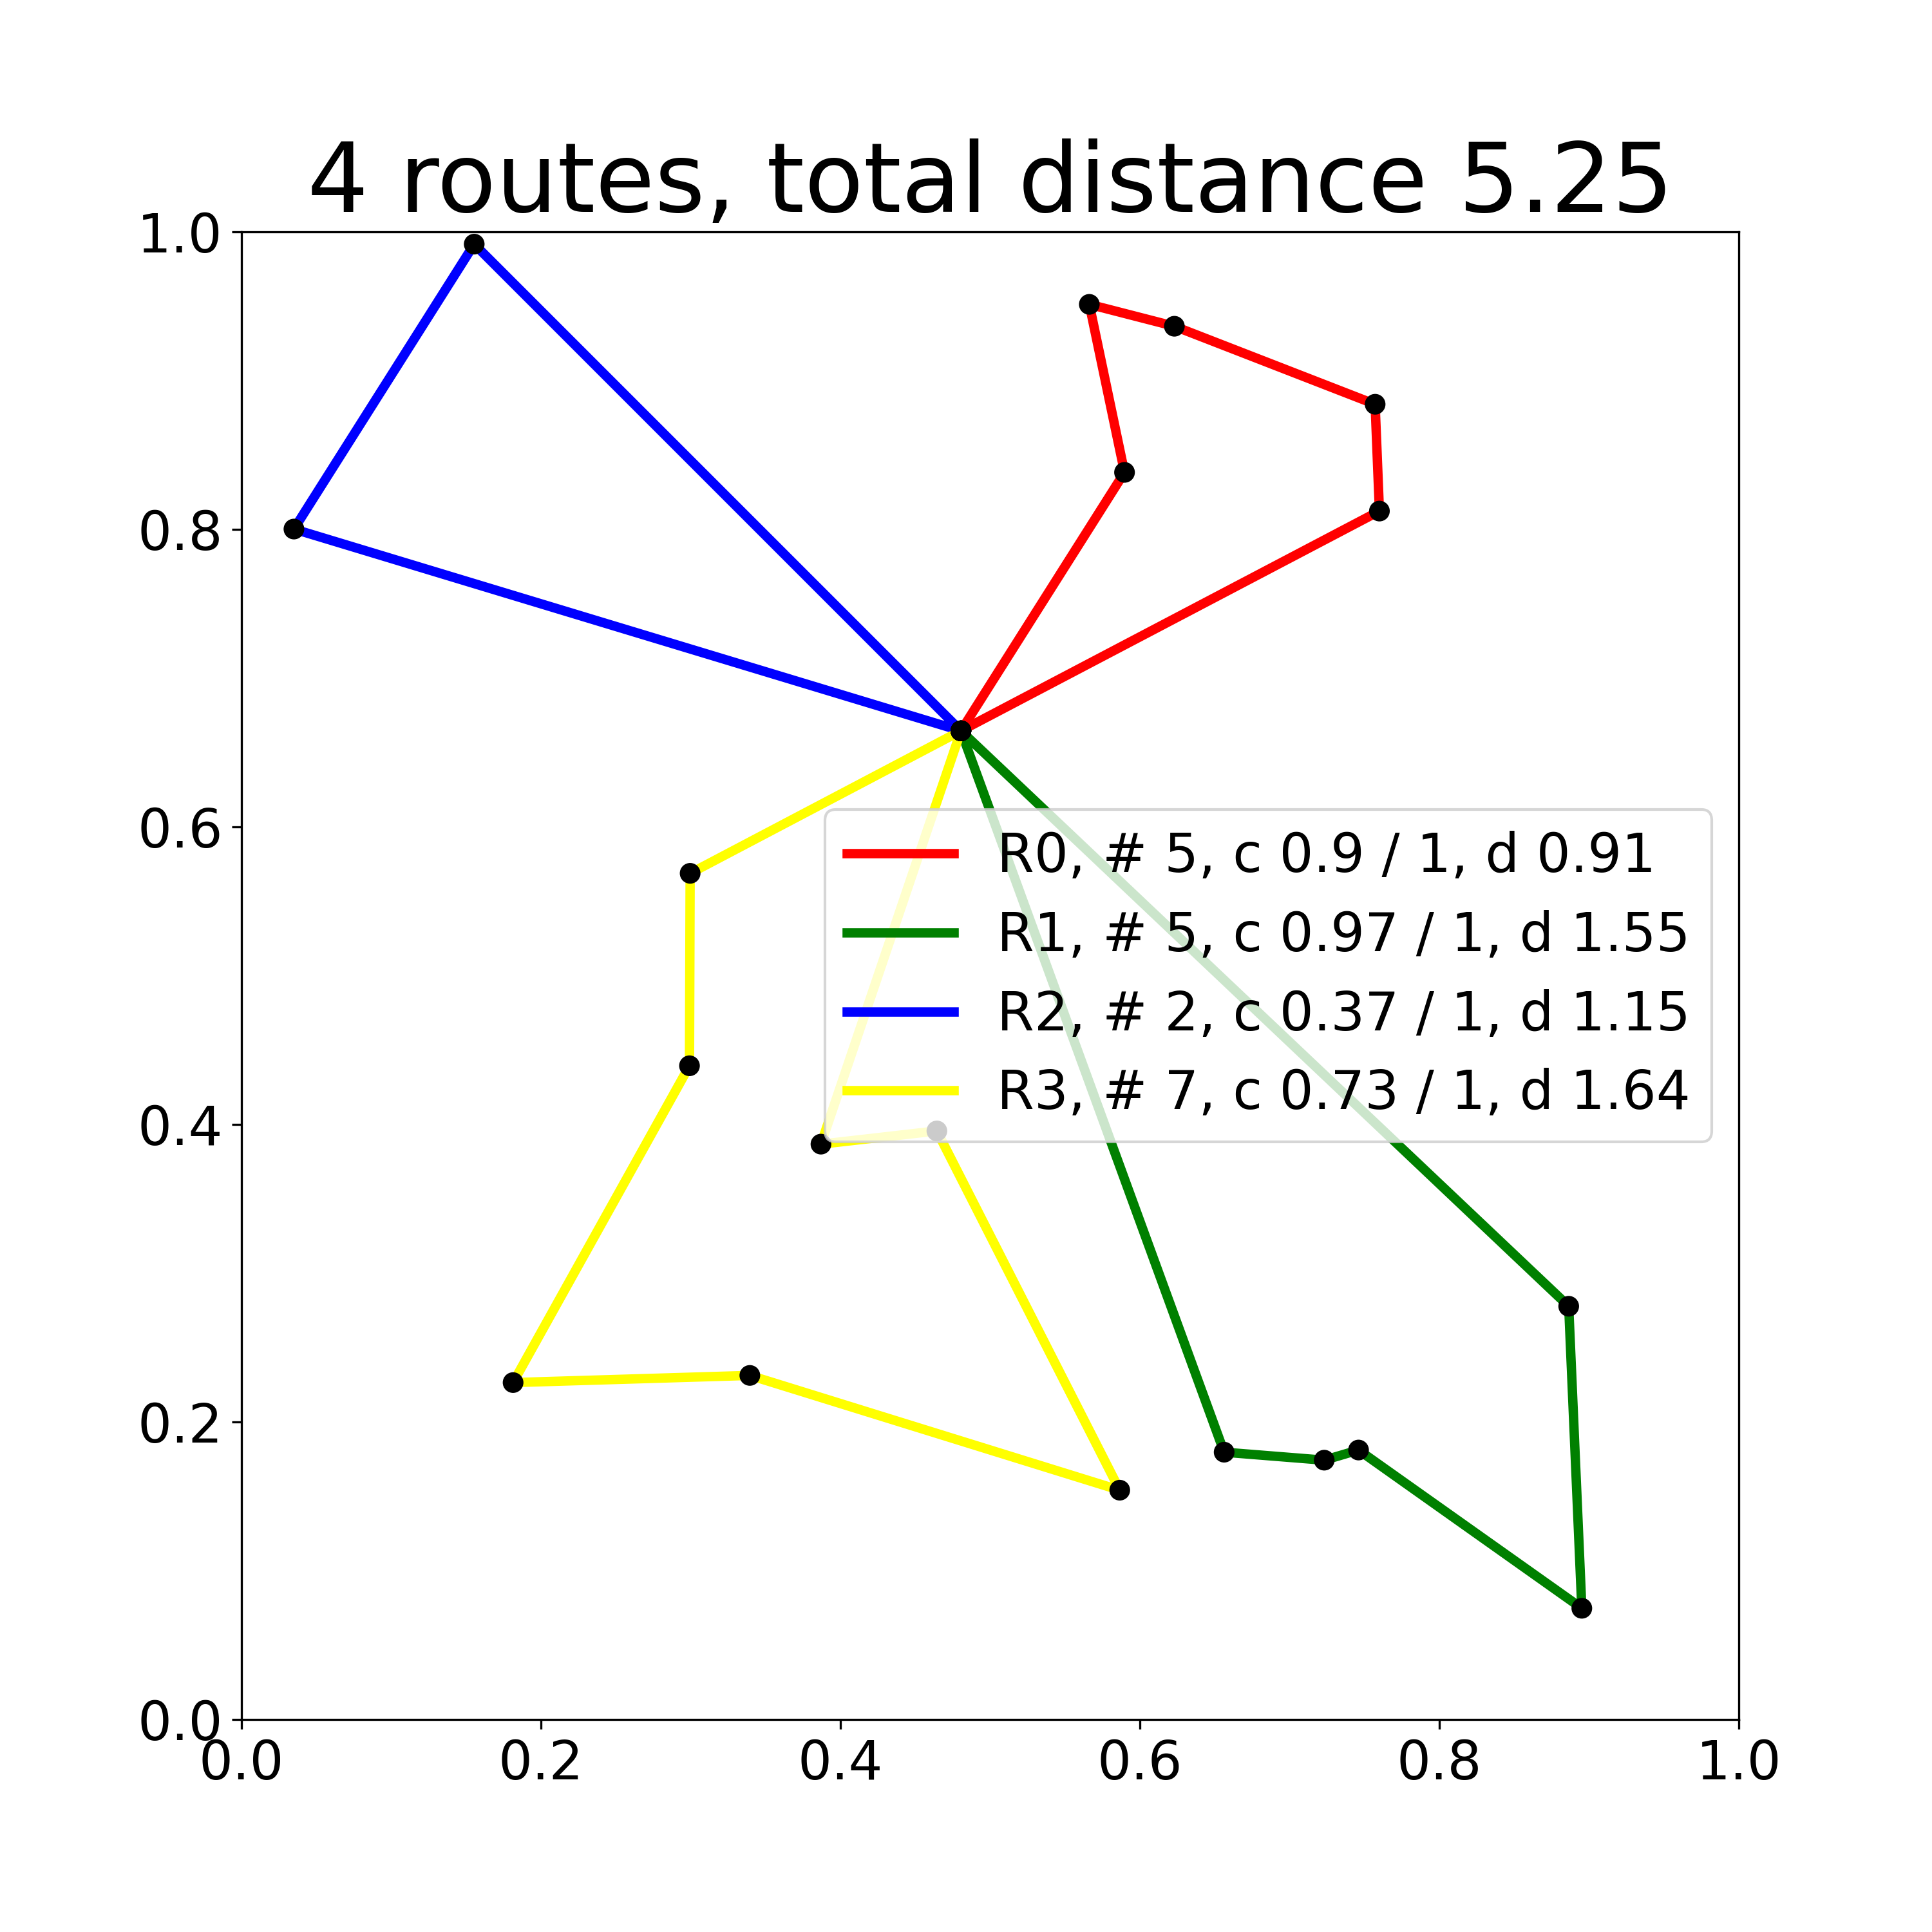 4 routes, total distance 5.25
1.0
0.8
0.6
0.4
0.2
0.0
R0, # 5, c 0.9 / 1, d 0.91
R1, # 5, c 0.97 / 1, d 1.55
R2, # 2, c 0.37 / 1, d 1.15
R3, # 7, c 0.73 / 1, d 1.64
0.0 0.2 0.4 0.6 0.8 1.0